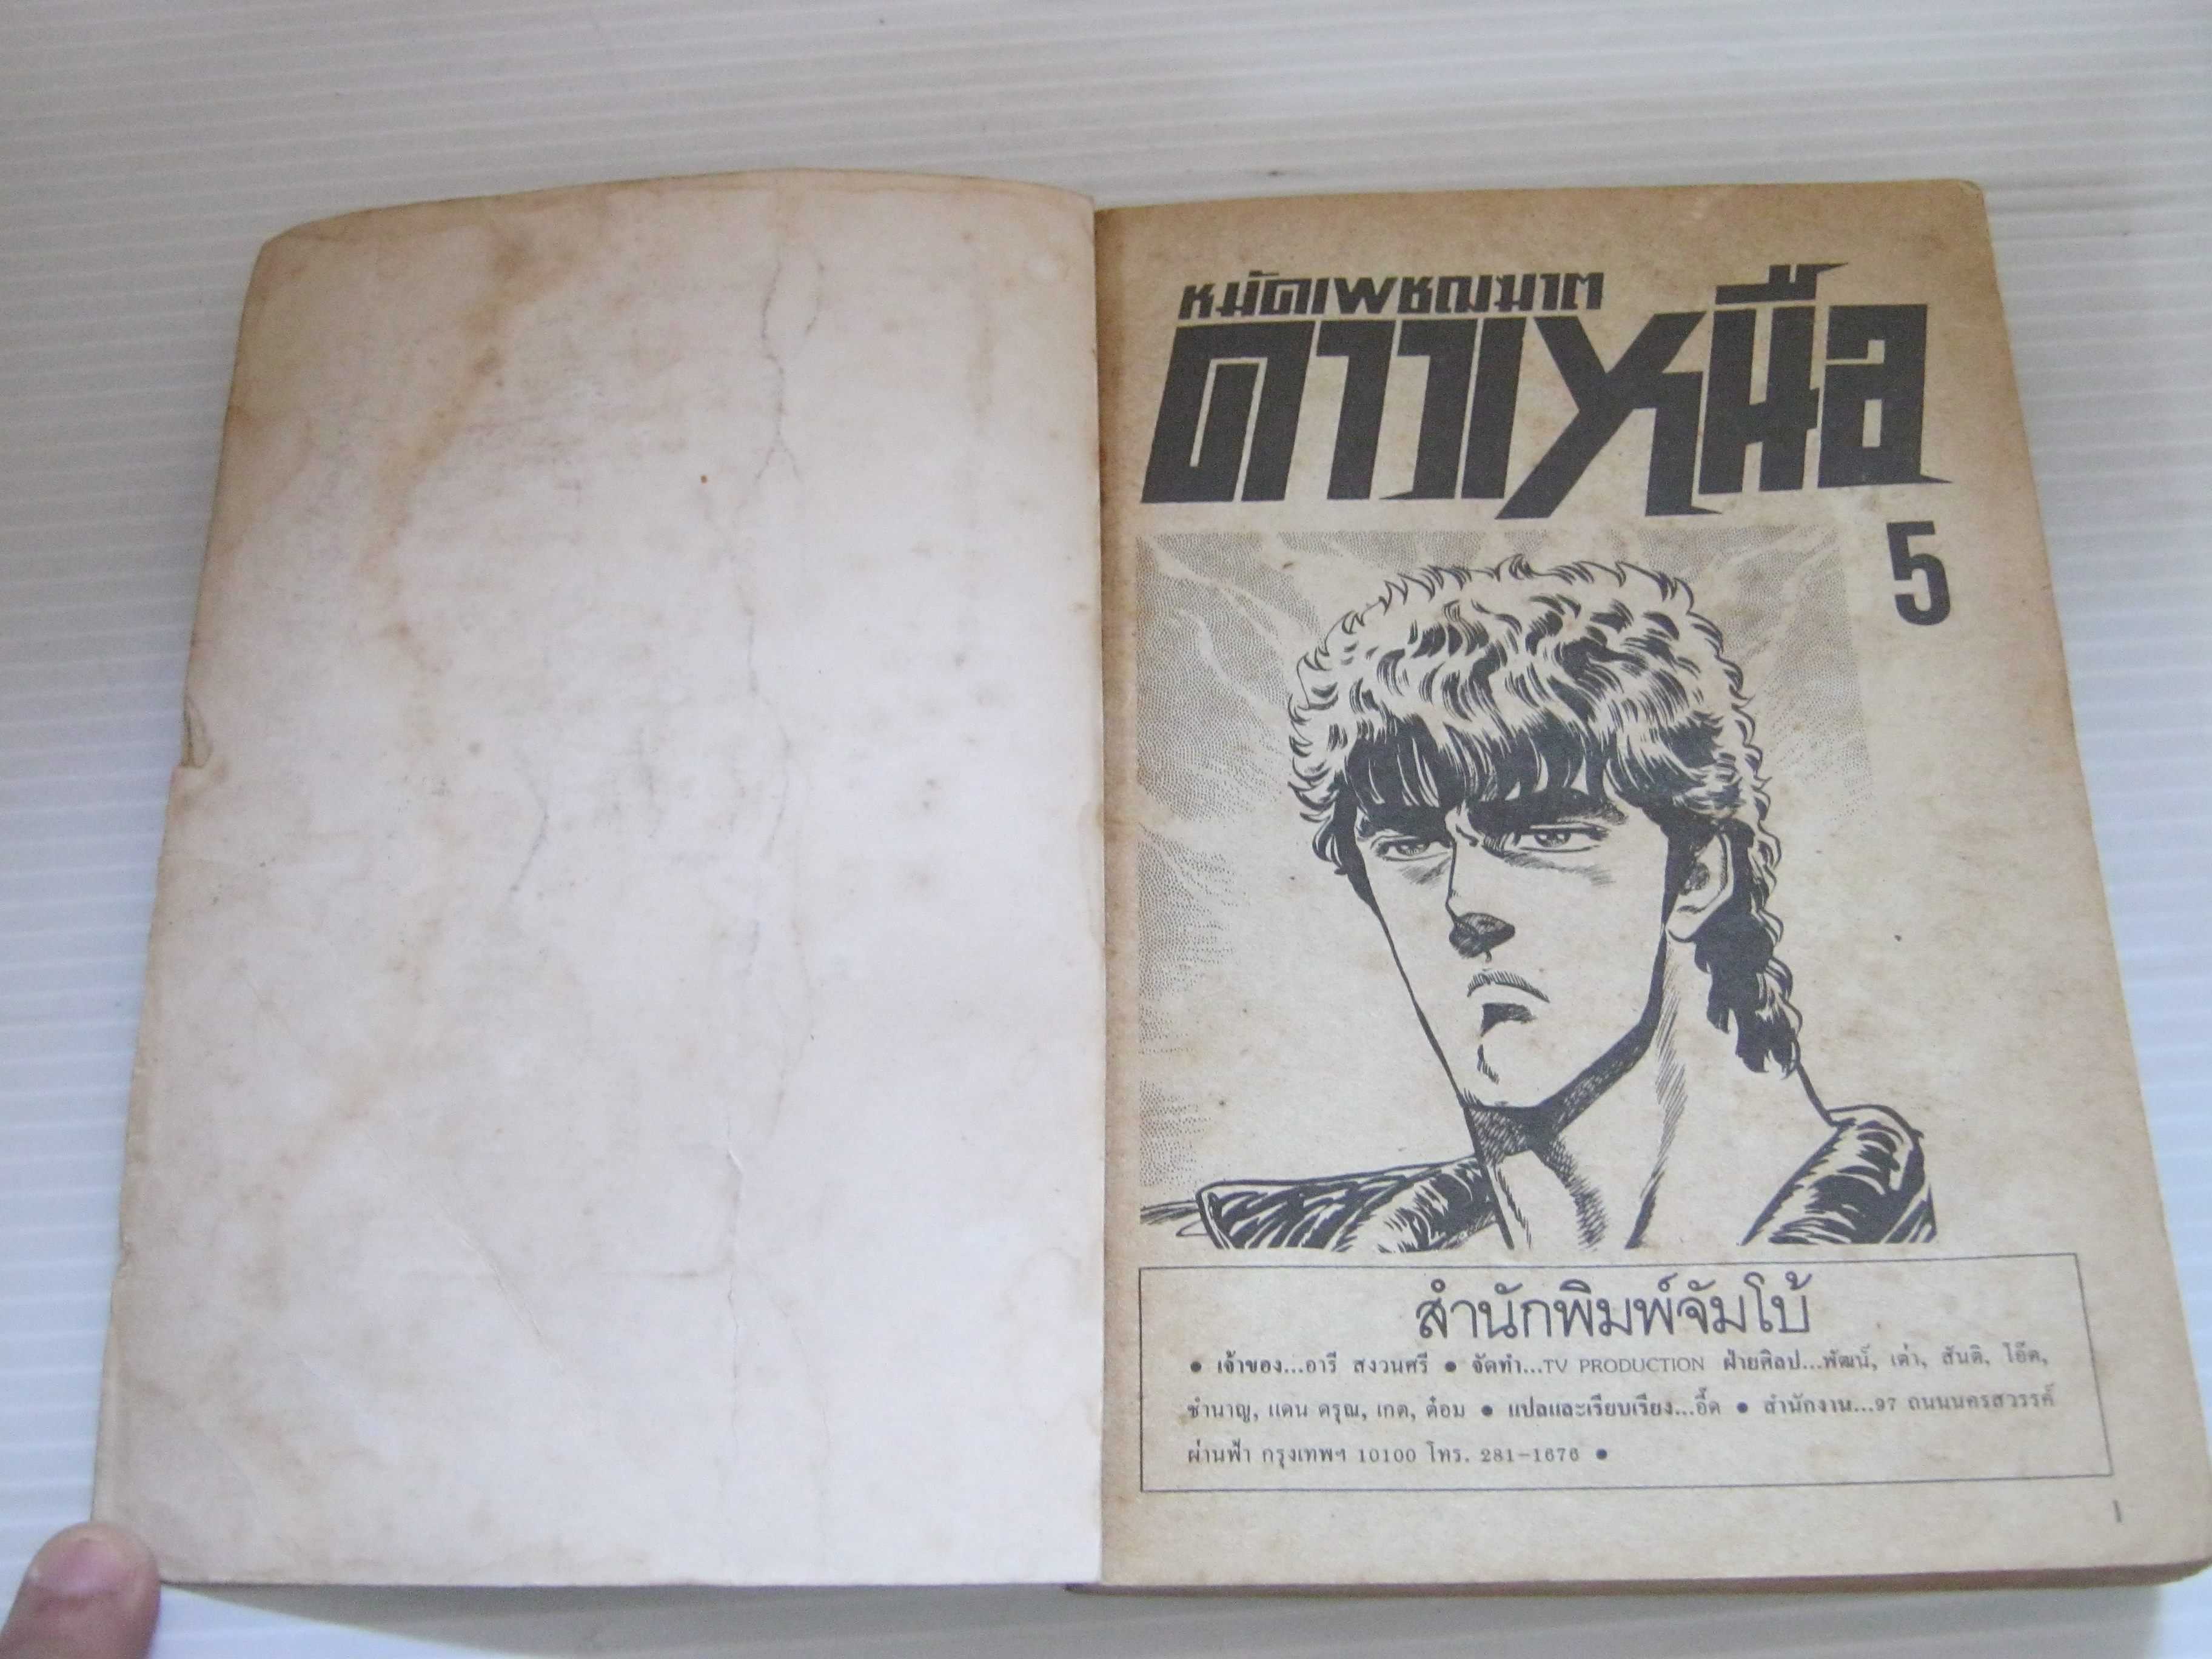 หมัดเพชฌฆาต
ดาวเหนือ
5
สำนักพิมพ์จัมโบ้
● เจ้าของ...อารี สงวนศรี ● จัดทำ...TV PRODUCTION ฝ่ายศิลป...พัฒน์, เต่า, สันติ, โอ๊ต,
ชำนาญ, แดน ดรุณ, เกต, ต๋อม ● แปลและเรียบเรียง...อี๊ด ● สำนักงาน...97 ถนนนครสวรรค์
ผ่านฟ้า กรุงเทพฯ 10100 โทร. 281-1676 ●
1